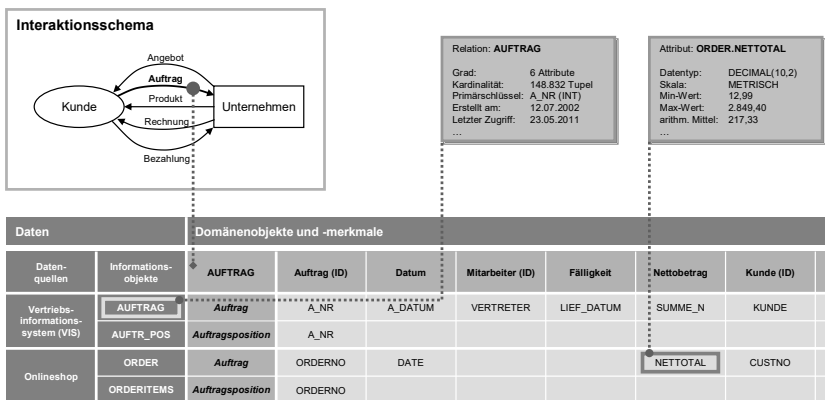 Interaktionsschema
Angebot
Auftrag
Produkt
Rechnung
Bezahlung
Kunde
Unternehmen
Relation: AUFTRAG
Grad: 6 Attribute
Kardinalität: 148.832 Tupel
Primärschlüssel: A_NR (INT)
Erstellt am: 12.07.2002
Letzter Zugriff: 23.05.2011
...
Attribut: ORDER.NETTOTAL
Datentyp: DECIMAL(10,2)
Skala: METRISCH
Min-Wert: 12,99
Max-Wert: 2.849,40
arithm. Mittel: 217,33
...
Daten Domänenobjekte und -merkmale
Daten-
quellen
Informations-
objekte
AUFTRAG Auftrag (ID) Datum Mitarbeiter (ID) Fälligkeit Nettobetrag Kunde (ID)
Vertriebs-
informations-
system (VIS)
AUFTRAG Auftrag A_NR A_DATUM VERTRETER LIEF_DATUM SUMME_N KUNDE
AUFTR_POS Auftragsposition A_NR
Onlineshop
ORDER Auftrag ORDERNO DATE NETTOTAL CUSTNO
ORDERITEMS Auftragsposition ORDERNO